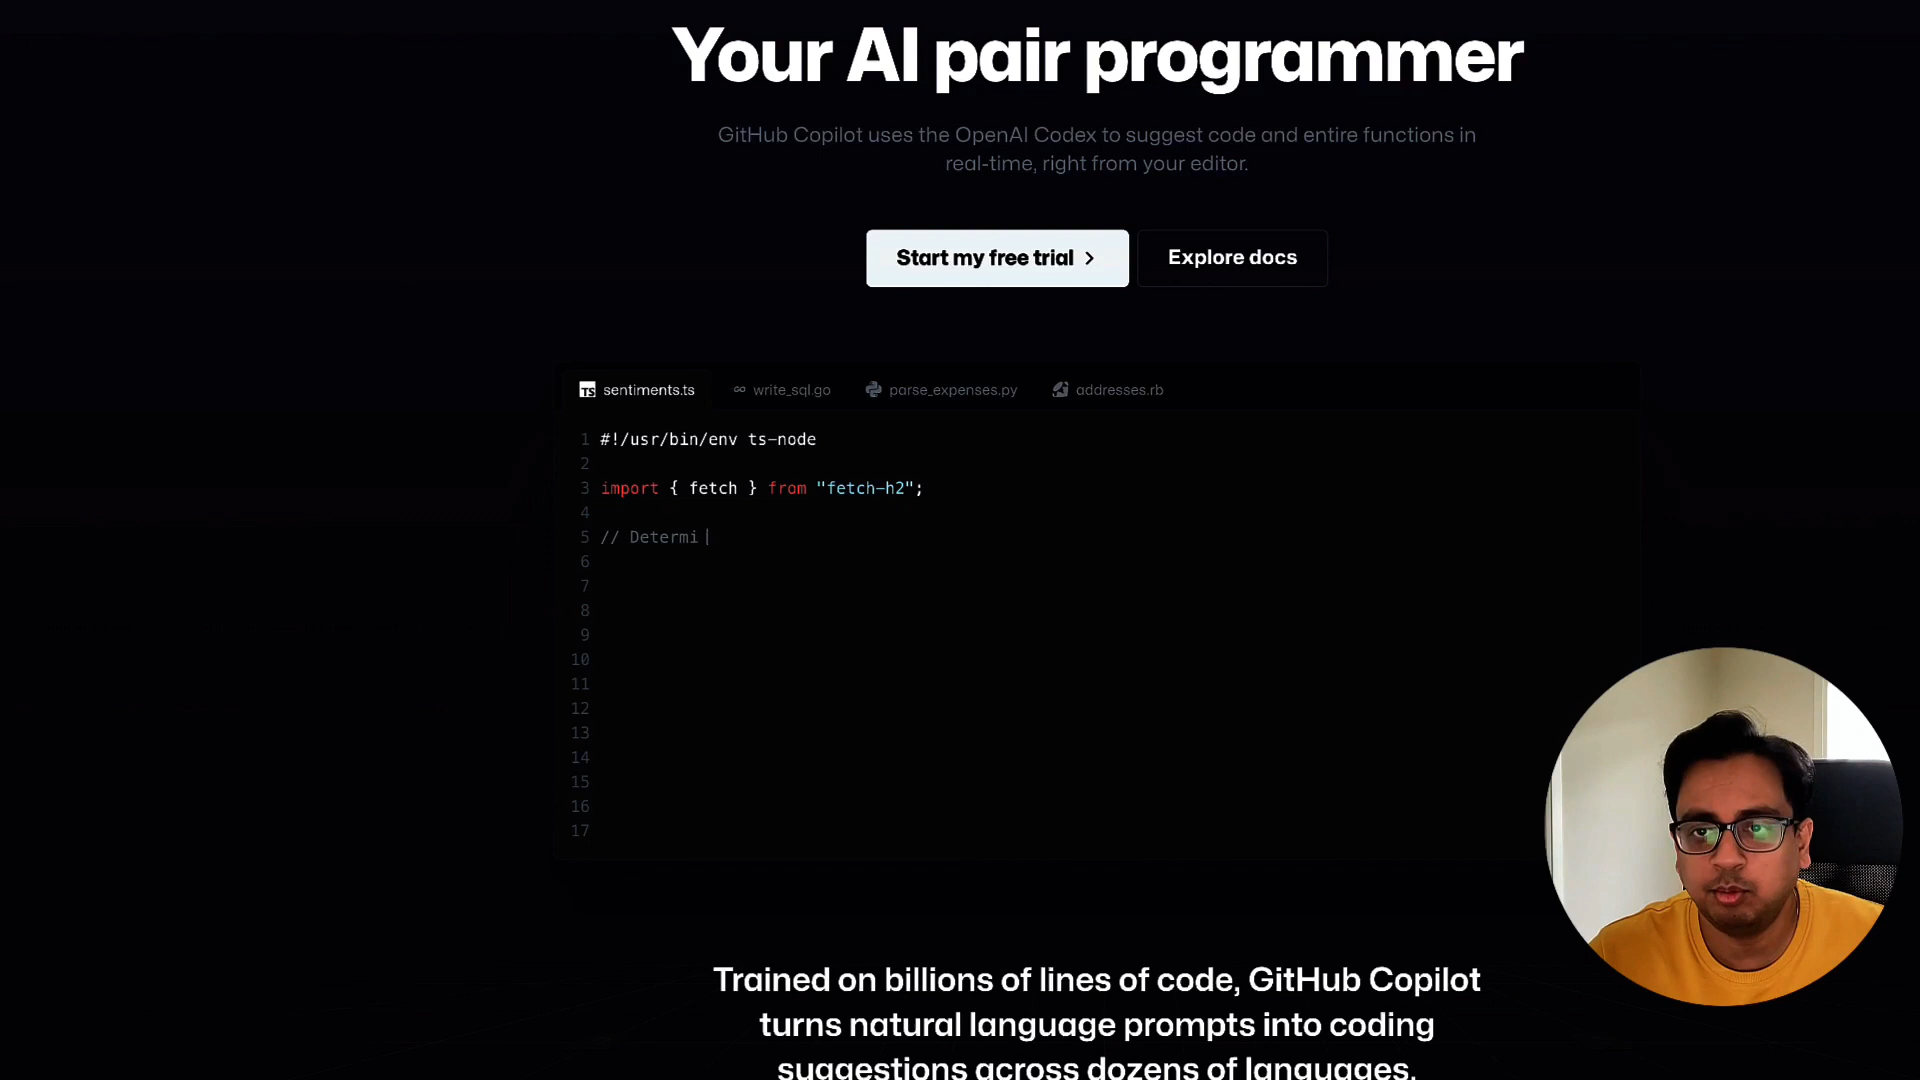 Your AI pair programmer
GitHub Copilot uses the OpenAI Codex to suggest code and entire functions in
real-time, right from your editor.
Start my free trial >
Explore docs
TS sentiments.ts
write_sql.go
parse_expenses.py
addresses.rb
1 #!/usr/bin/env ts-node
2
3 import { fetch } from "fetch-h2";
4
5 // Determi
6
7
8
9
10
11
12
13
14
15
16
17
Trained on billions of lines of code, GitHub Copilot
turns natural language prompts into coding
suggestions across dozens of languages.